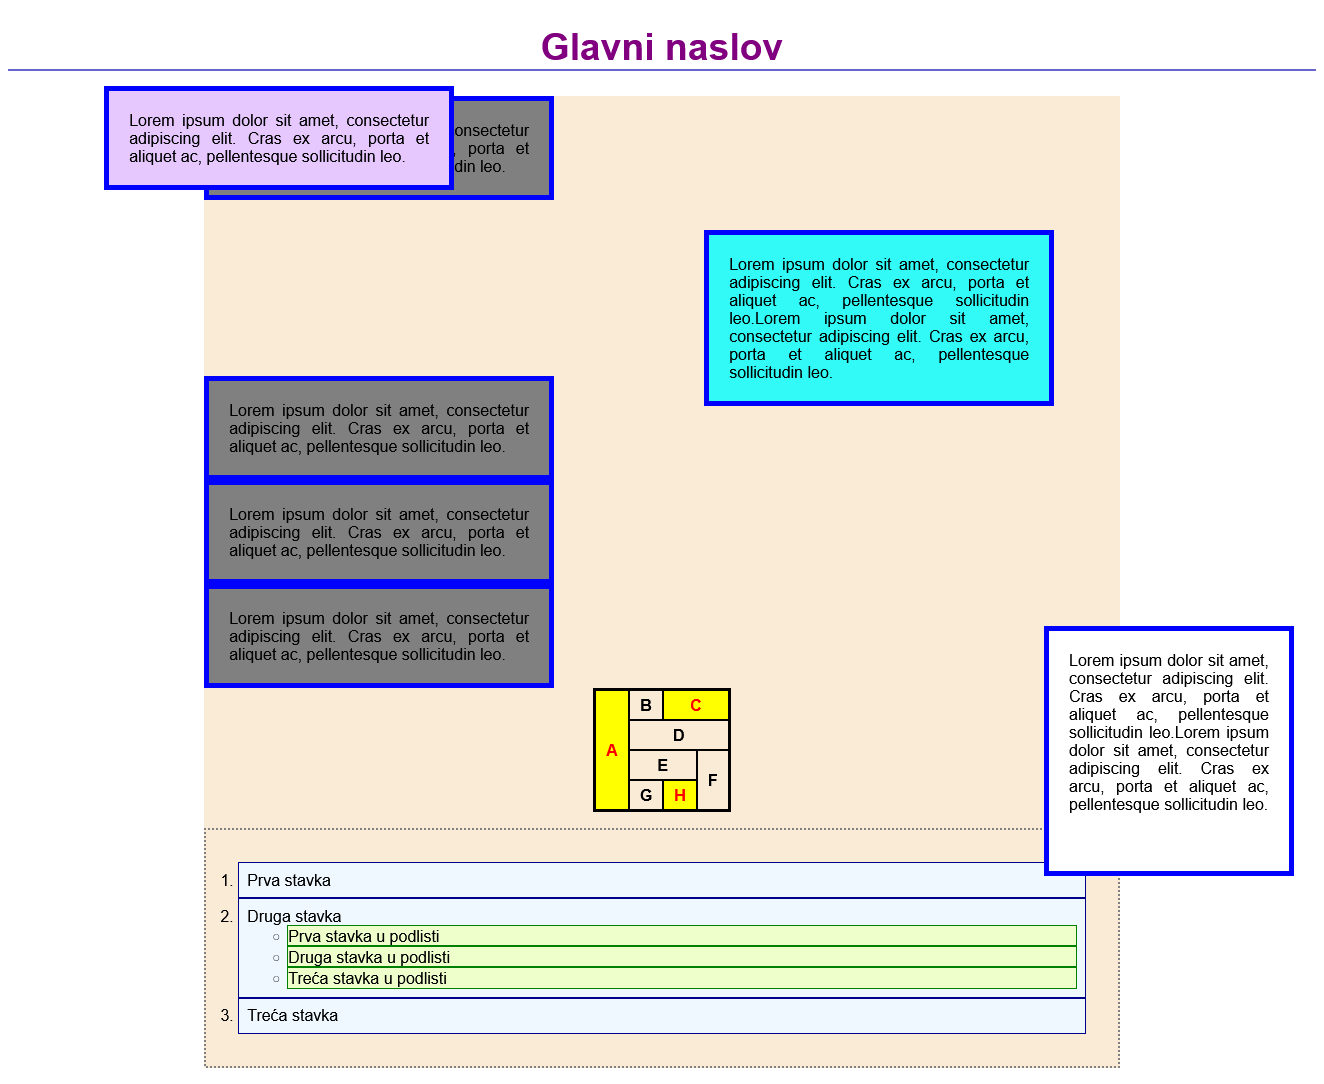 Glavni naslov
Lorem ipsum dolor sit amet, consectetur
adipiscing elit. Cras ex arcu, porta et
aliquet ac, pellentesque sollicitudin leo.
onsectetur
porta et
din leo.
Lorem ipsum dolor sit amet, consectetur
adipiscing elit. Cras ex arcu, porta et
aliquet ac, pellentesque sollicitudin
leo.Lorem ipsum dolor sit amet,
consectetur adipiscing elit. Cras ex arcu,
porta et aliquet ac, pellentesque
sollicitudin leo.
Lorem ipsum dolor sit amet, consectetur
adipiscing elit. Cras ex arcu, porta et
aliquet ac, pellentesque sollicitudin leo.
Lorem ipsum dolor sit amet, consectetur
adipiscing elit. Cras ex arcu, porta et
aliquet ac, pellentesque sollicitudin leo.
Lorem ipsum dolor sit amet, consectetur
adipiscing elit. Cras ex arcu, porta et
aliquet ac, pellentesque sollicitudin leo.
Lorem ipsum dolor sit amet,
consectetur adipiscing elit.
Cras ex arcu, porta et
aliquet ac, pellentesque
sollicitudin leo.Lorem ipsum
dolor sit amet, consectetur
adipiscing elit. Cras ex
arcu, porta et aliquet ac,
pellentesque sollicitudin leo.
A B C
D
E F
G H
1. Prva stavka
2. Druga stavka
Prva stavka u podlisti
Druga stavka u podlisti
Treća stavka u podlisti
3. Treća stavka